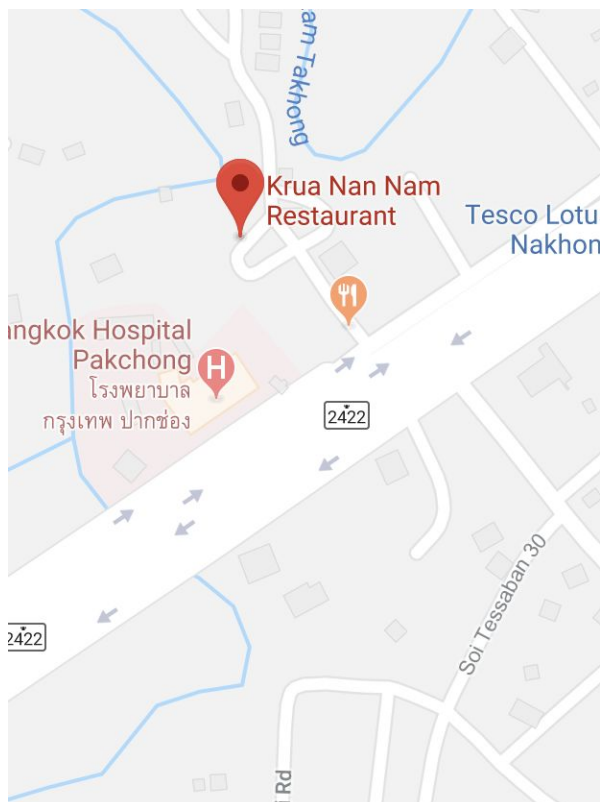 am Takhong
Krua Nan Nam
Restaurant
Tesco Lotu
Nakhon
angkok Hospital
Pakchong
โรงพยาบาล
กรุงเทพ ปากช่อง
H
2422
2422
Soi Tessaban 30
i Rd